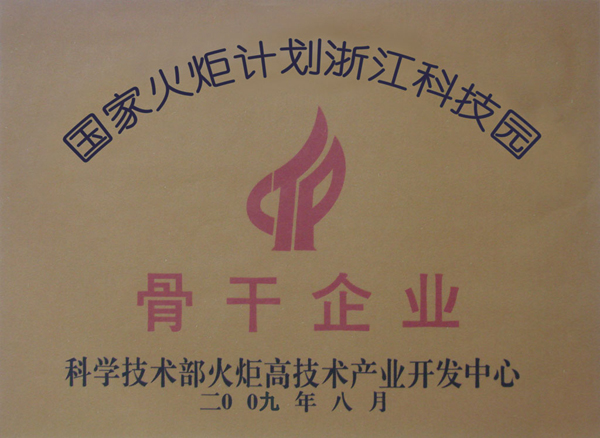 国家火炬计划浙江科技园
骨干企业
科学技术部火炬高技术产业开发中心
二00九年八月